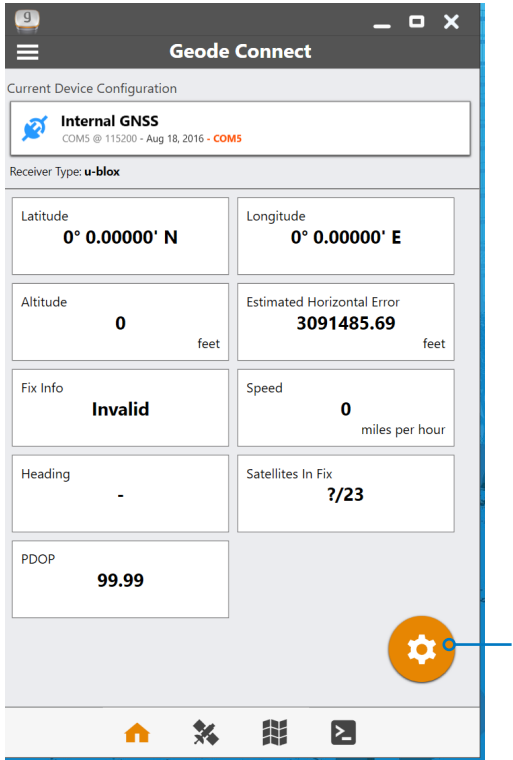 9
Geode Connect
Current Device Configuration
Internal GNSS
COM5 @ 115200 - Aug 18, 2016 - COM5
Receiver Type: u-blox
Latitude
0° 0.00000' N
Longitude
0° 0.00000' E
Altitude
0
feet
Estimated Horizontal Error
3091485.69
feet
Fix Info
Invalid
Speed
0
miles per hour
Heading
-
Satellites In Fix
?/23
PDOP
99.99